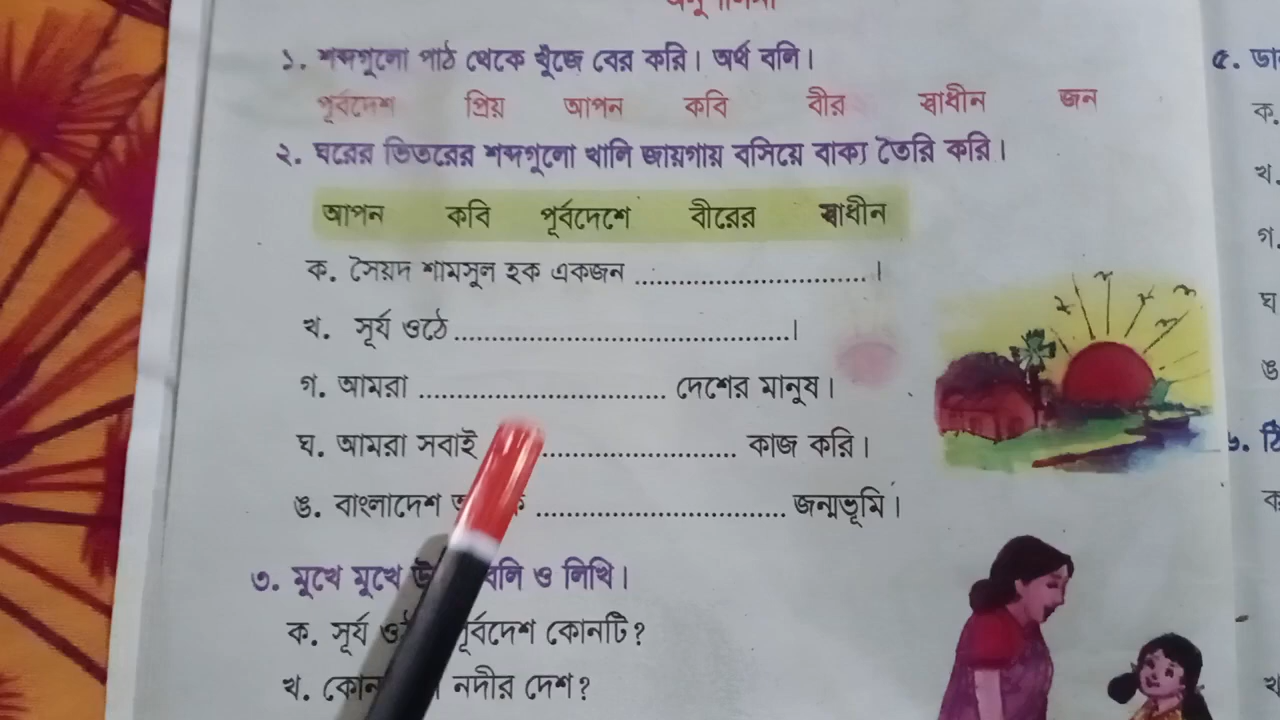 ১. শব্দগুলো পাঠ থেকে খুঁজে বের করি। অর্থ বলি।
পূর্বদেশ প্রিয় আপন কবি বীর স্বাধীন জন
২. ঘরের ভিতরের শব্দগুলো খালি জায়গায় বসিয়ে বাক্য তৈরি করি।
আপন কবি পূর্বদেশে বীরের স্বাধীন
ক. সৈয়দ শামসুল হক একজন ..............................।
খ. সূর্য ওঠে ............................................।
গ. আমরা ................................ দেশের মানুষ।
ঘ. আমরা সবাই ......................... কাজ করি।
ঙ. বাংলাদেশ ................................ জন্মভূমি।
৩. মুখে মুখে বলি ও লিখি।
ক. সূর্য পূর্বদেশ কোনটি?
খ. নদীর দেশ?
৫.
ক.
খ.
গ.
ঘ
ঙ
৬.
ক
খ